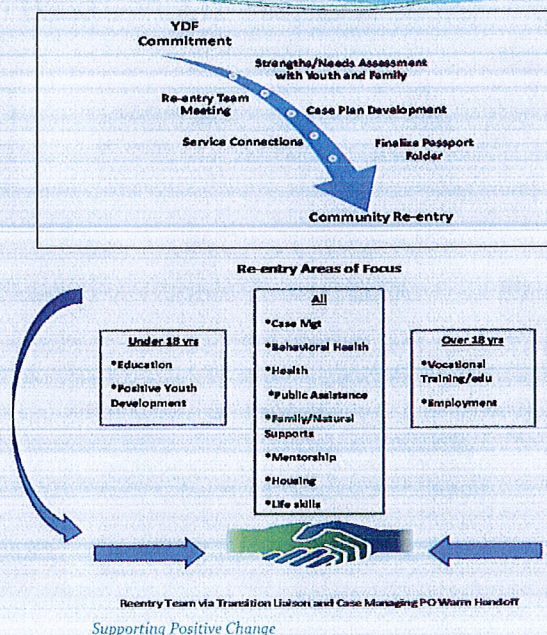 YDF
Commitment
Strengths/Needs Assessment
with Youth and Family
Re-entry Team
Meeting
Case Plan Development
Service Connections
Finalize Passport
Folder
Community Re-entry
Re-entry Areas of Focus
Under 18 yrs
*Education
*Positive Youth
Development
All
*Case Mgt
*Behavioral Health
*Health
*Public Assistance
*Family/Natural
Supports
*Mentorship
*Housing
*Life skills
Over 18 yrs
*Vocational
Training/edu
*Employment
Reentry Team via Transition Liaison and Case Managing PO Warm Handoff
Supporting Positive Change